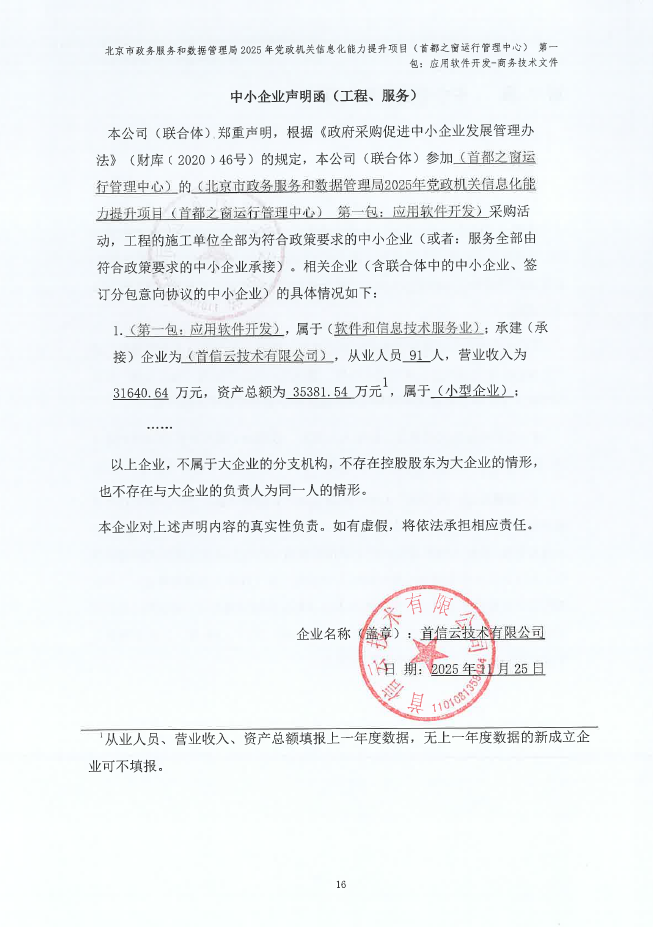 北京市政务服务和数据管理局 2025 年党政机关信息化能力提升项目（首都之窗运行管理中心） 第一
包：应用软件开发-商务技术文件
中小企业声明函（工程、服务）
本公司（联合体）郑重声明，根据《政府采购促进中小企业发展管理办
法》（财库﹝2020﹞46号）的规定，本公司（联合体）参加（首都之窗运
行管理中心）的（北京市政务服务和数据管理局2025年党政机关信息化能
力提升项目（首都之窗运行管理中心） 第一包：应用软件开发）采购活
动，工程的施工单位全部为符合政策要求的中小企业（或者：服务全部由
符合政策要求的中小企业承接）。相关企业（含联合体中的中小企业、签
订分包意向协议的中小企业）的具体情况如下：
1.（第一包：应用软件开发），属于（软件和信息技术服务业）；承建（承
接）企业为（首信云技术有限公司），从业人员 91 人，营业收入为
31640.64 万元，资产总额为 35381.54 万元1，属于（小型企业）；
……
以上企业，不属于大企业的分支机构，不存在控股股东为大企业的情形，
也不存在与大企业的负责人为同一人的情形。
本企业对上述声明内容的真实性负责。如有虚假，将依法承担相应责任。
企业名称（盖章）：首信云技术有限公司
日 期：2025 年 11 月 25 日
首信云技术有限公司
1从业人员、营业收入、资产总额填报上一年度数据，无上一年度数据的新成立企
业可不填报。
16